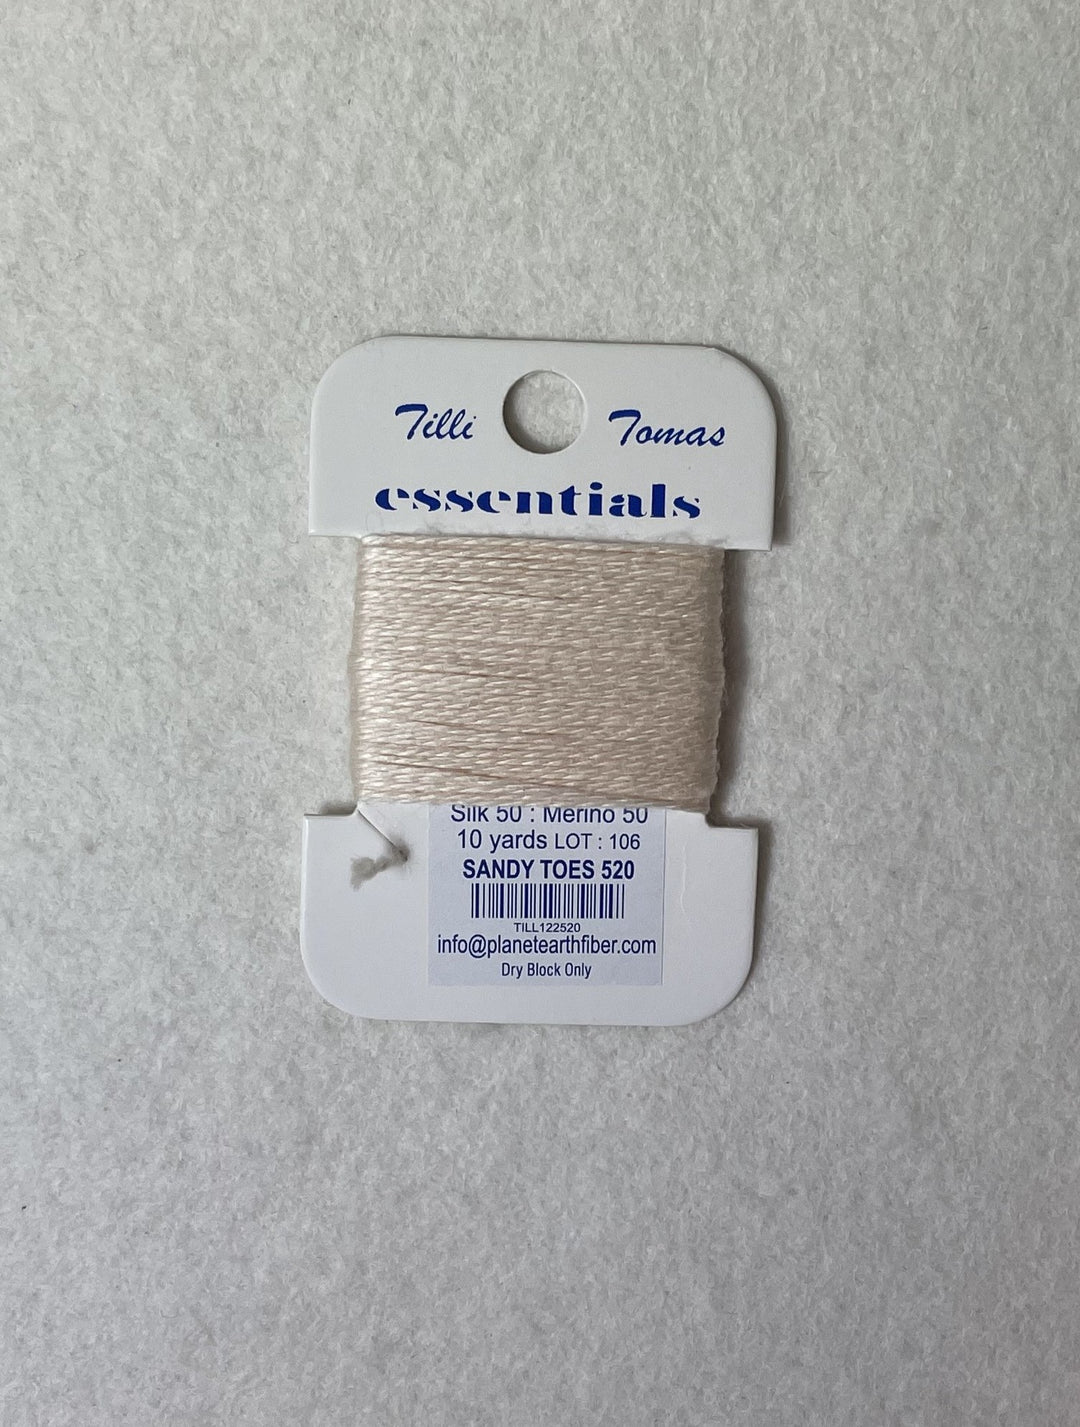 Tilli Tomas
essentials
Silk 50 : Merino 50
10 yards LOT : 106
SANDY TOES 520
TILL122520
info@planetearthfiber.com
Dry Block Only